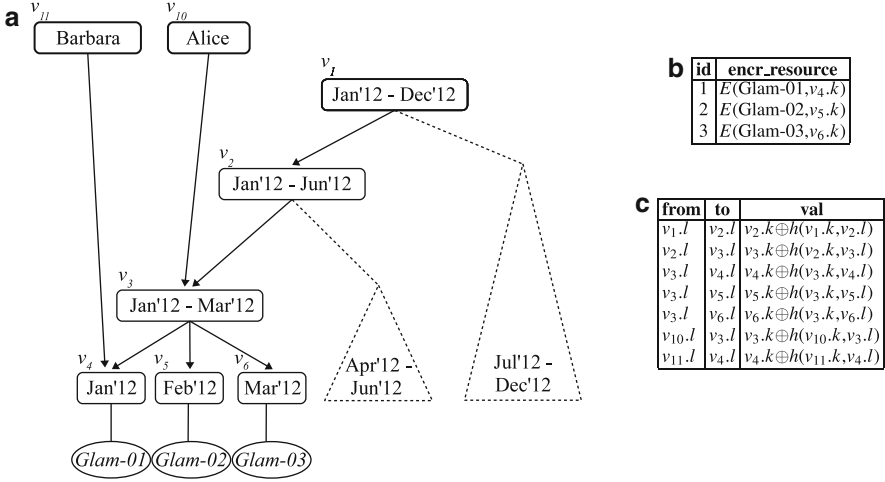 a
v11
Barbara
v10
Alice
v1
Jan'12 - Dec'12
v2
Jan'12 - Jun'12
v3
Jan'12 - Mar'12
v4
Jan'12
v5
Feb'12
v6
Mar'12
Apr'12 -
Jun'12
Jul'12 -
Dec'12
Glam-01
Glam-02
Glam-03
b
id encr_resource
1 E(Glam-01,v4.k)
2 E(Glam-02,v5.k)
3 E(Glam-03,v6.k)
c
from to val
v1.l v2.l v2.k⊕h(v1.k,v2.l)
v2.l v3.l v3.k⊕h(v2.k,v3.l)
v3.l v4.l v4.k⊕h(v3.k,v4.l)
v3.l v5.l v5.k⊕h(v3.k,v5.l)
v3.l v6.l v6.k⊕h(v3.k,v6.l)
v10.l v3.l v3.k⊕h(v10.k,v3.l)
v11.l v4.l v4.k⊕h(v11.k,v4.l)